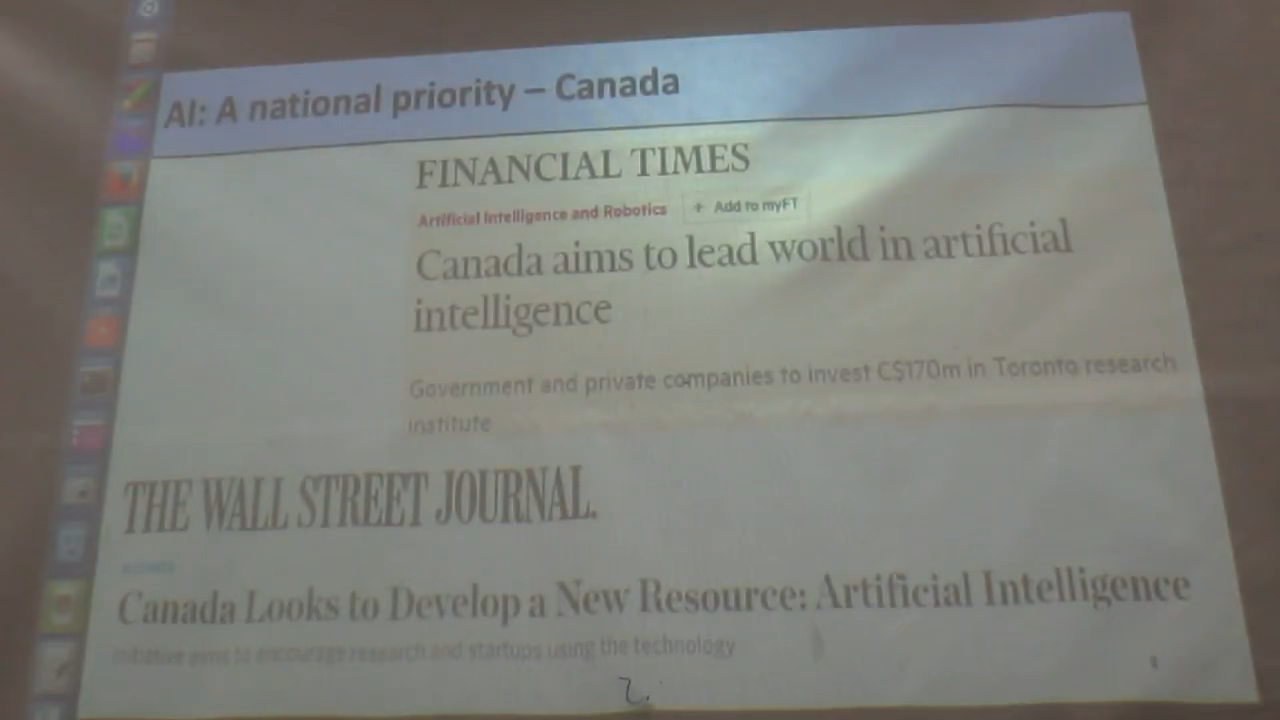 AI: A national priority – Canada
FINANCIAL TIMES
Artificial Intelligence and Robotics + Add to myFT
Canada aims to lead world in artificial
intelligence
Government and private companies to invest C$170m in Toronto research
institute
THE WALL STREET JOURNAL.
Canada Looks to Develop a New Resource: Artificial Intelligence
Initiative aims to encourage research and startups using the technology
2.